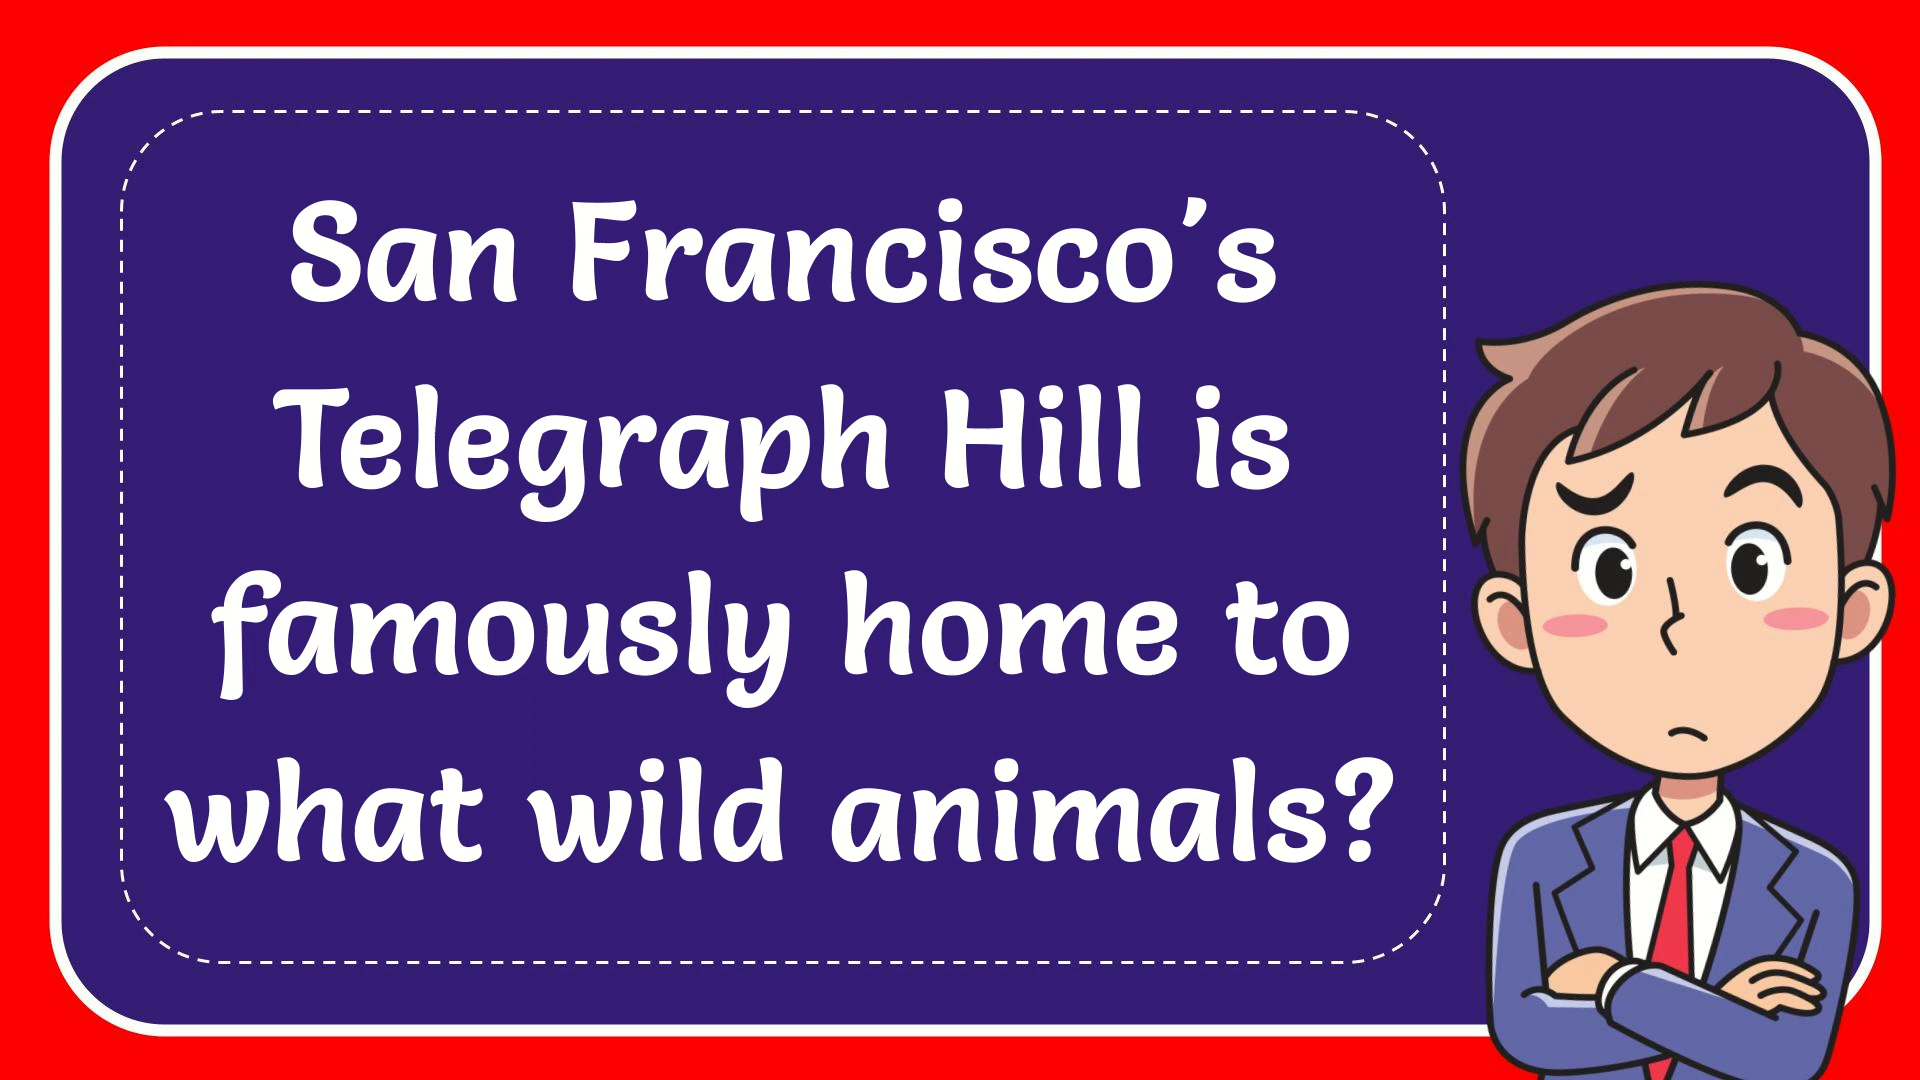 San Francisco's
Telegraph Hill is
famously home to
what wild animals?